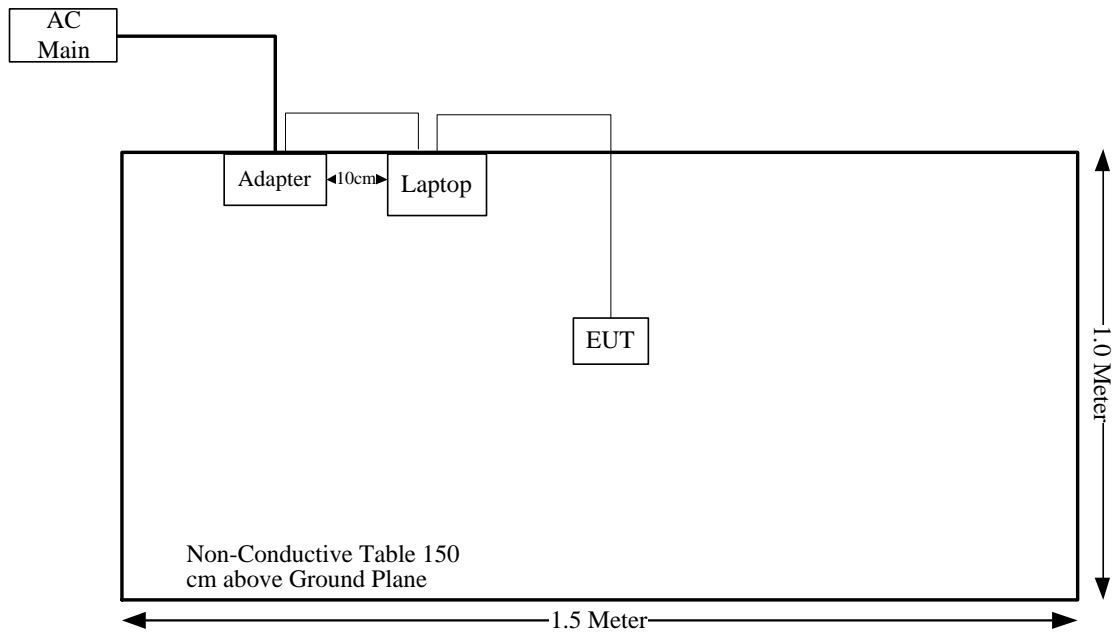 AC
Main
Adapter
10cm
Laptop
EUT
1.0 Meter
Non-Conductive Table 150
cm above Ground Plane
1.5 Meter